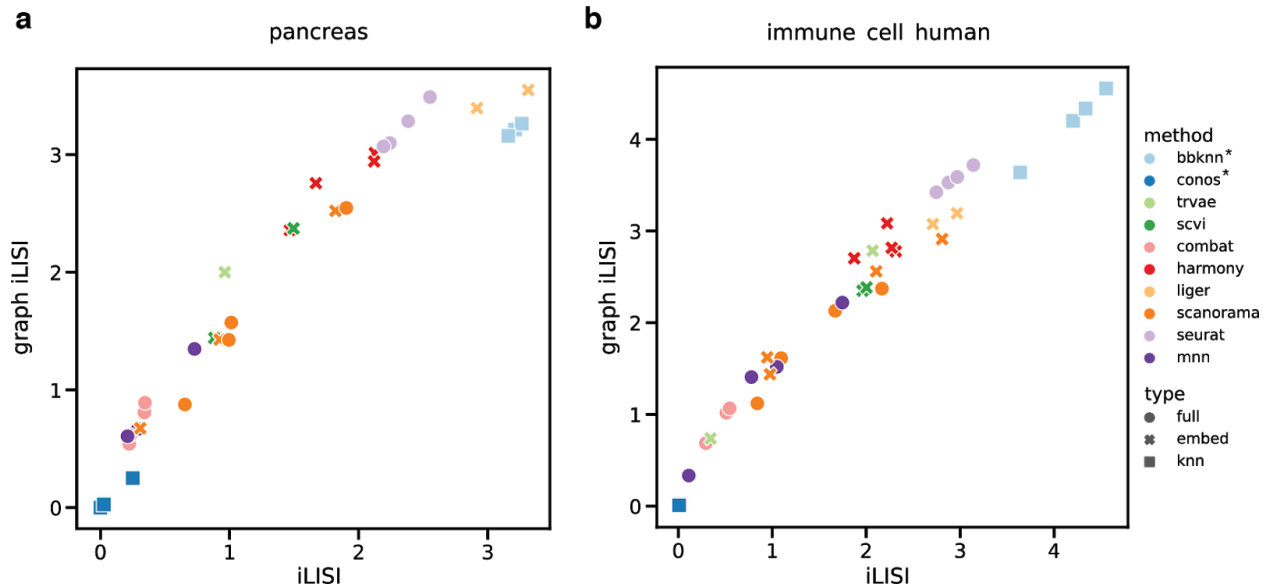 a
pancreas
graph iLISI
3
2
1
0
0 1 2 3
iLISI
b
immune cell human
graph iLISI
4
3
2
1
0
0 1 2 3 4
iLISI
method
bbknn*
conos*
trvae
scvi
combat
harmony
liger
scanorama
seurat
mnn
type
full
embed
knn